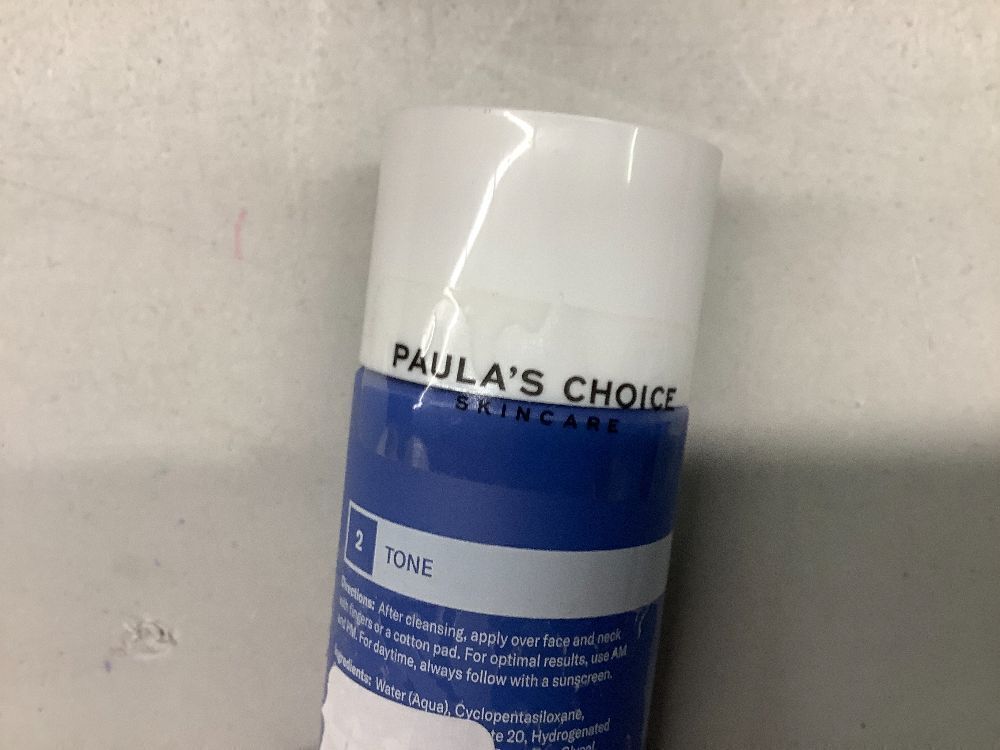 PAULA'S CHOICE
SKINCARE
2 TONE
Directions: After cleansing, apply over face and neck
with fingers or a cotton pad. For optimal results, use AM
and PM. For daytime, always follow with a sunscreen.
Ingredients: Water (Aqua), Cyclopentasiloxane,
te 20, Hydrogenated